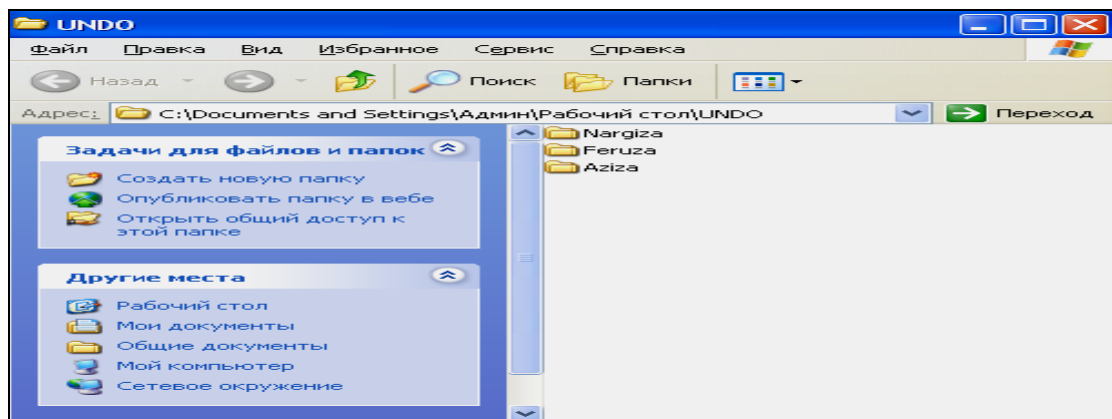 UNDO
Файл Правка Вид Избранное Сервис Справка
Назад Поиск Папки
Адрес: C:\Documents and Settings\Админ\Рабочий стол\UNDO Переход
Задачи для файлов и папок
Создать новую папку
Опубликовать папку в вебе
Открыть общий доступ к
этой папке
Другие места
Рабочий стол
Мои документы
Общие документы
Мой компьютер
Сетевое окружение
Nargiza
Feruza
Aziza